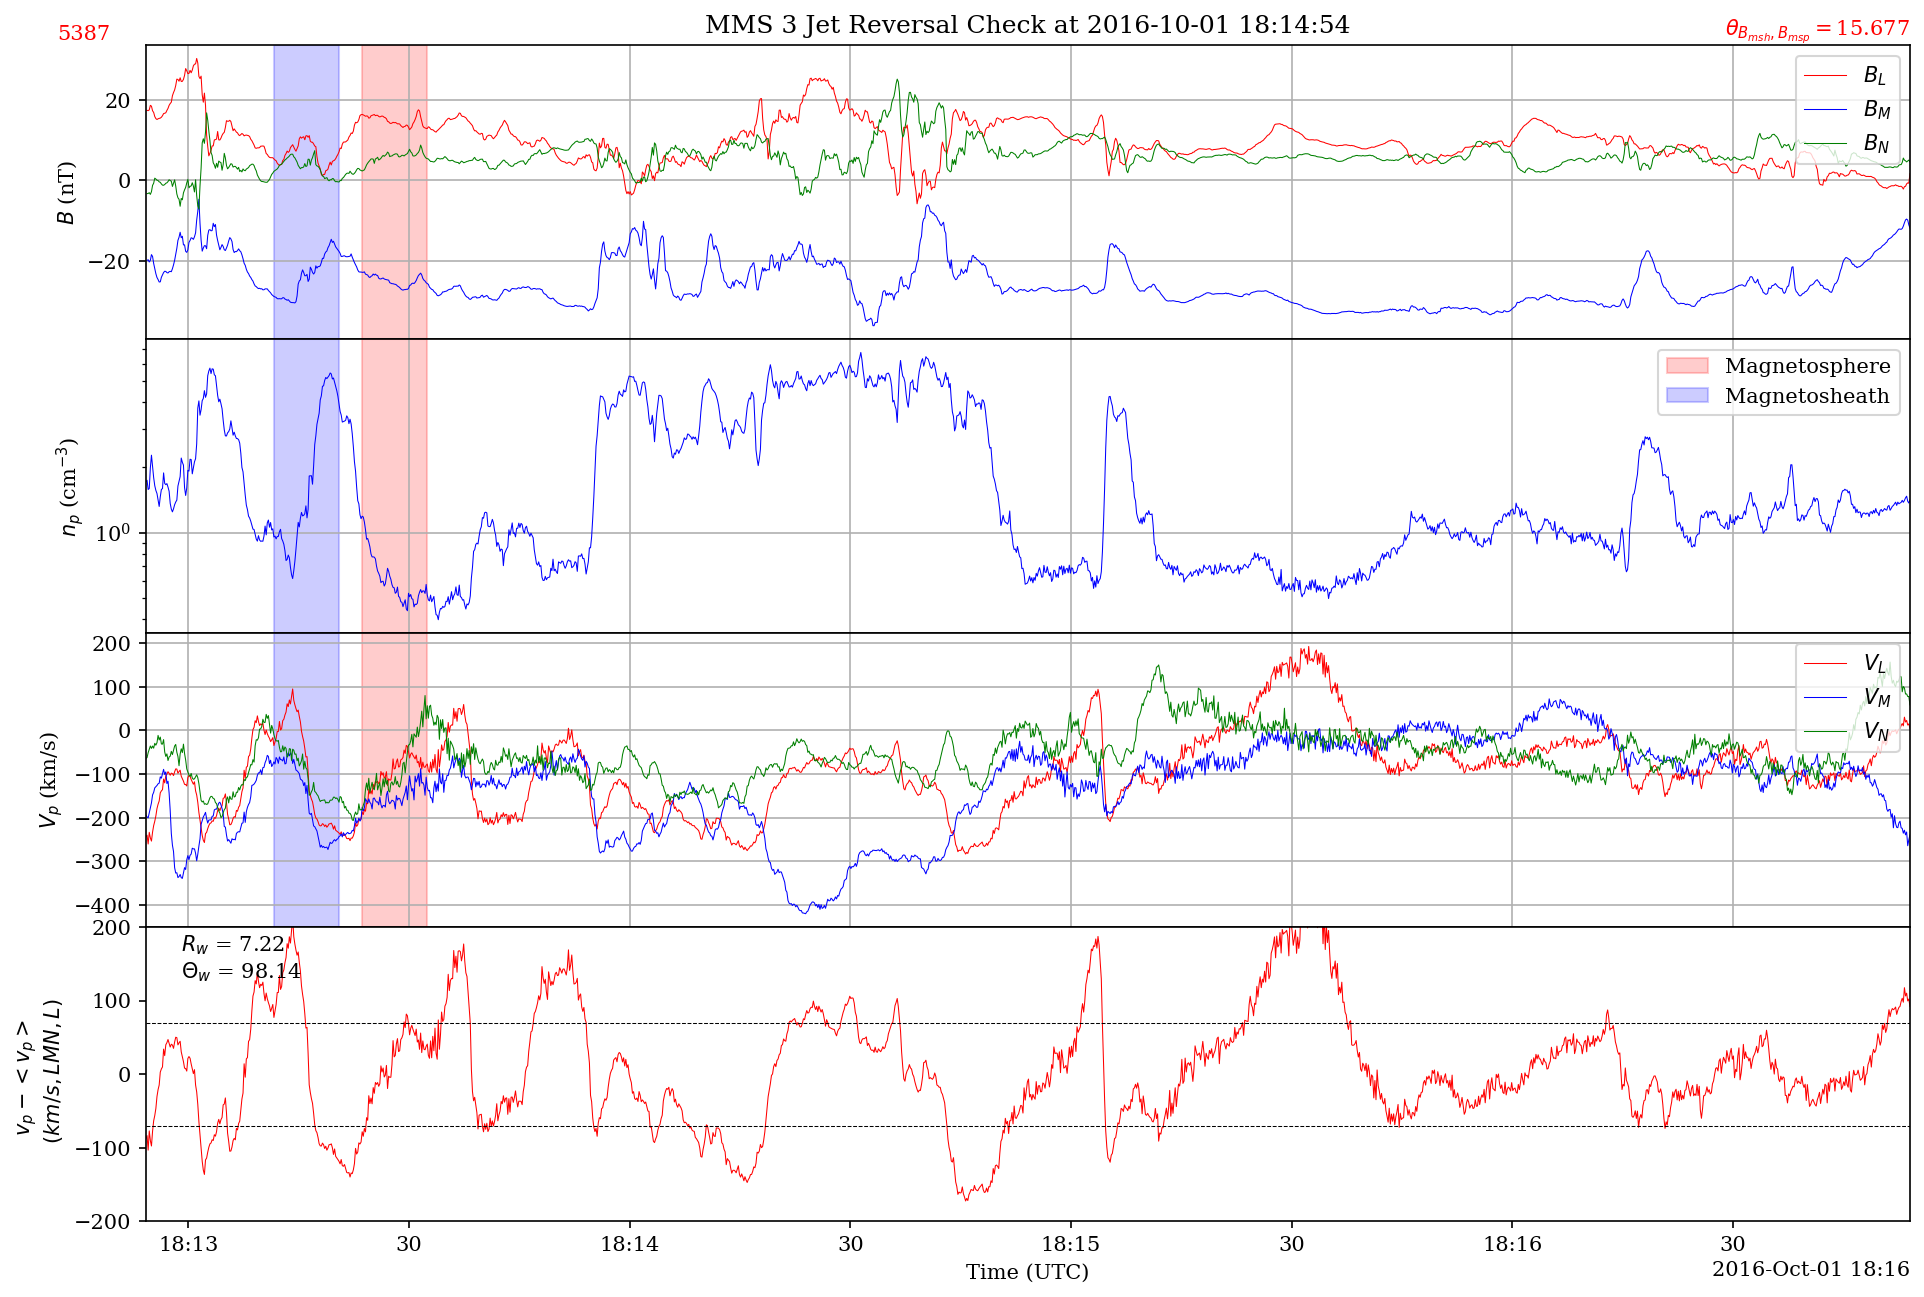 MMS 3 Jet Reversal Check at 2016-10-01 18:14:54
5387
θ_{B_{msh}, B_{msp}} = 15.677
B (nT)
20
0
−20
B_L
B_M
B_N
n_p (cm^{−3})
10^0
Magnetosphere
Magnetosheath
V_p (km/s)
200
100
0
−100
−200
−300
−400
V_L
V_M
V_N
v_p − < v_p >
(km/s, LMN, L)
200
100
0
−100
−200
R_w = 7.22
Θ_w = 98.14
18:13
30
18:14
30
18:15
30
18:16
30
Time (UTC)
2016-Oct-01 18:16